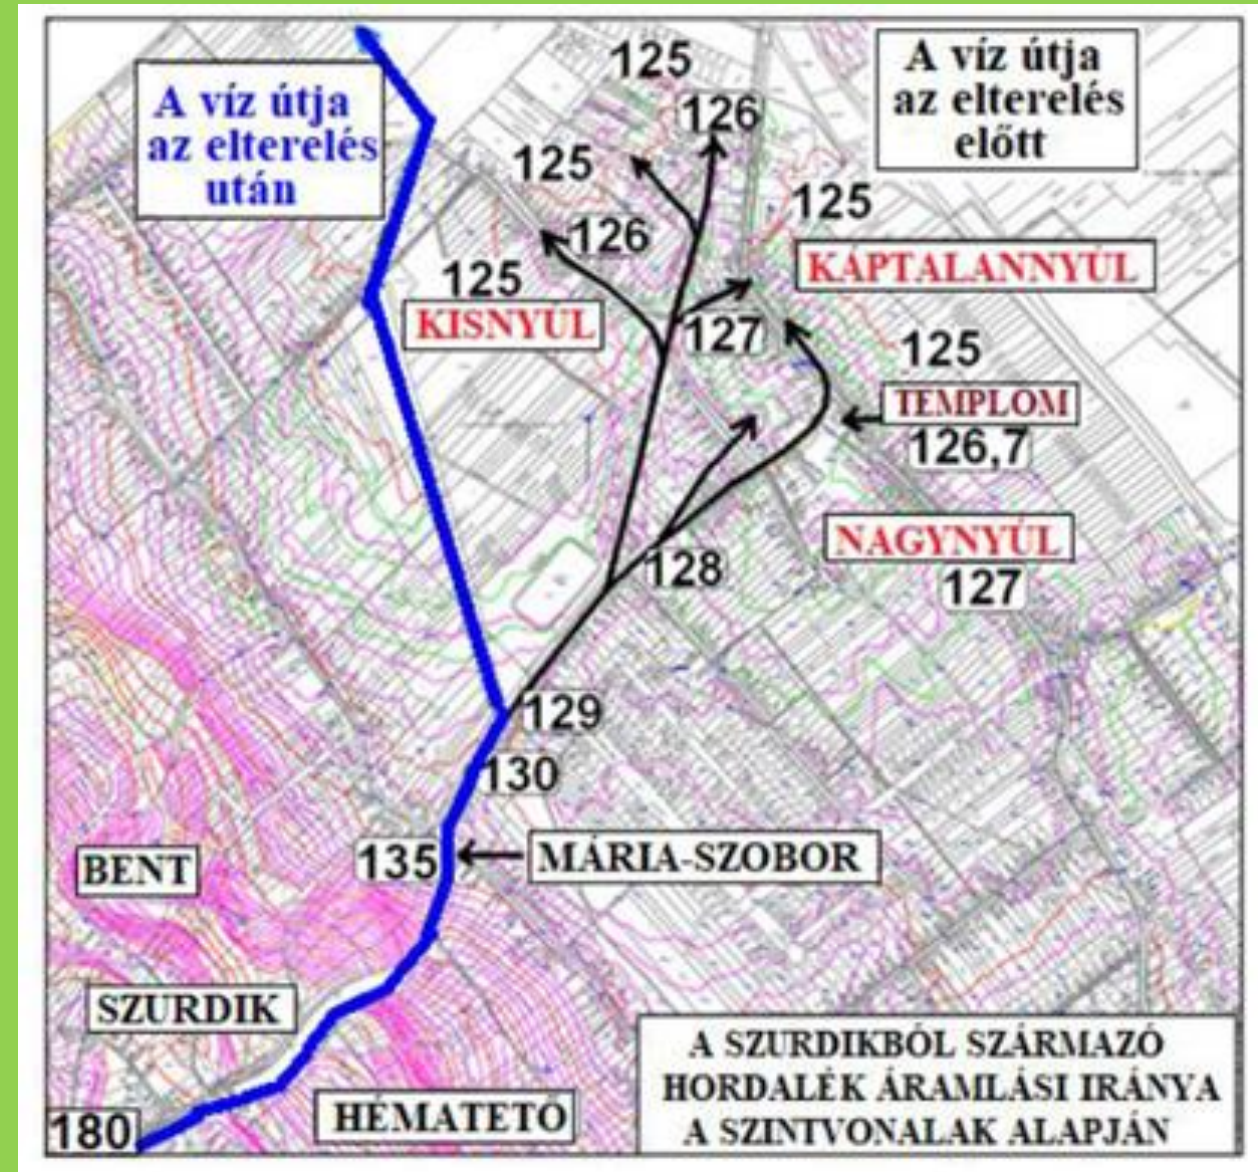 125
A víz útja
az elterelés
előtt
A víz útja
az elterelés
után
126
125
125
126
KÁPTALANNYÚL
125
KISNYÚL
127
125
TEMPLOM
126,7
NAGYNYÚL
128
127
129
130
135
MÁRIA-SZOBOR
BENT
SZURDIK
A SZURDIKBÓL SZÁRMAZÓ
HORDALÉK ÁRAMLÁSI IRÁNYA
A SZINTVONALAK ALAPJÁN
HÉMATETŐ
180